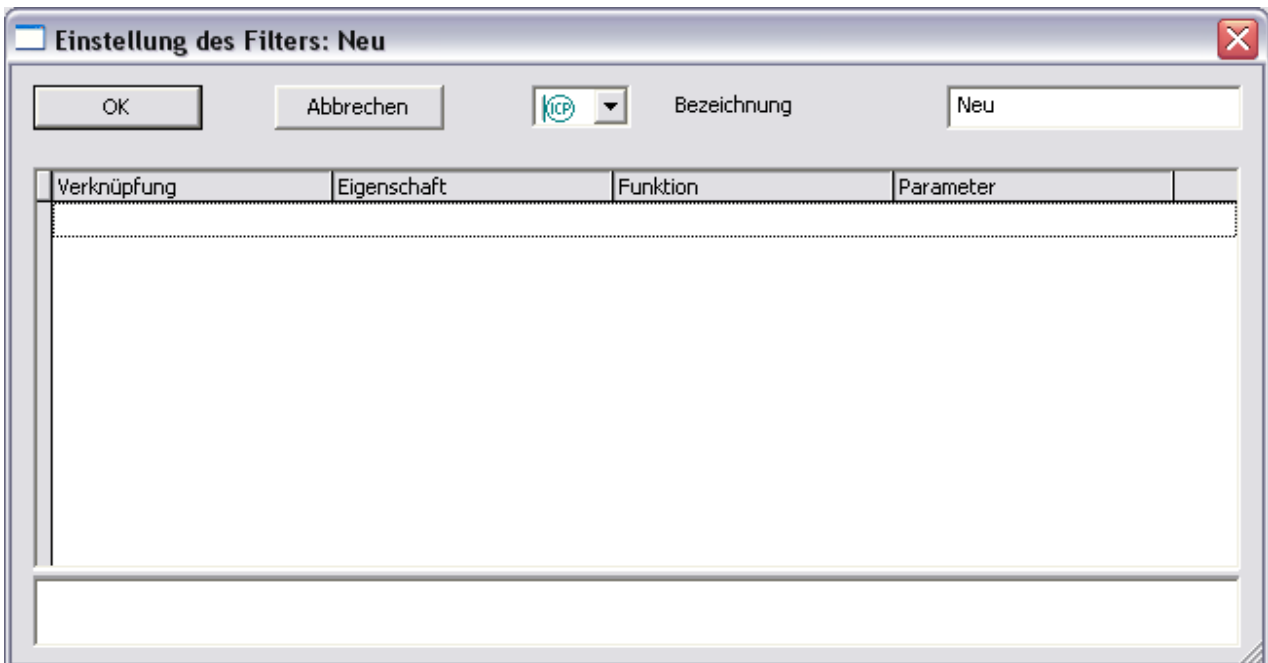 Einstellung des Filters: Neu
OK Abbrechen ICP Bezeichnung Neu
Verknüpfung Eigenschaft Funktion Parameter